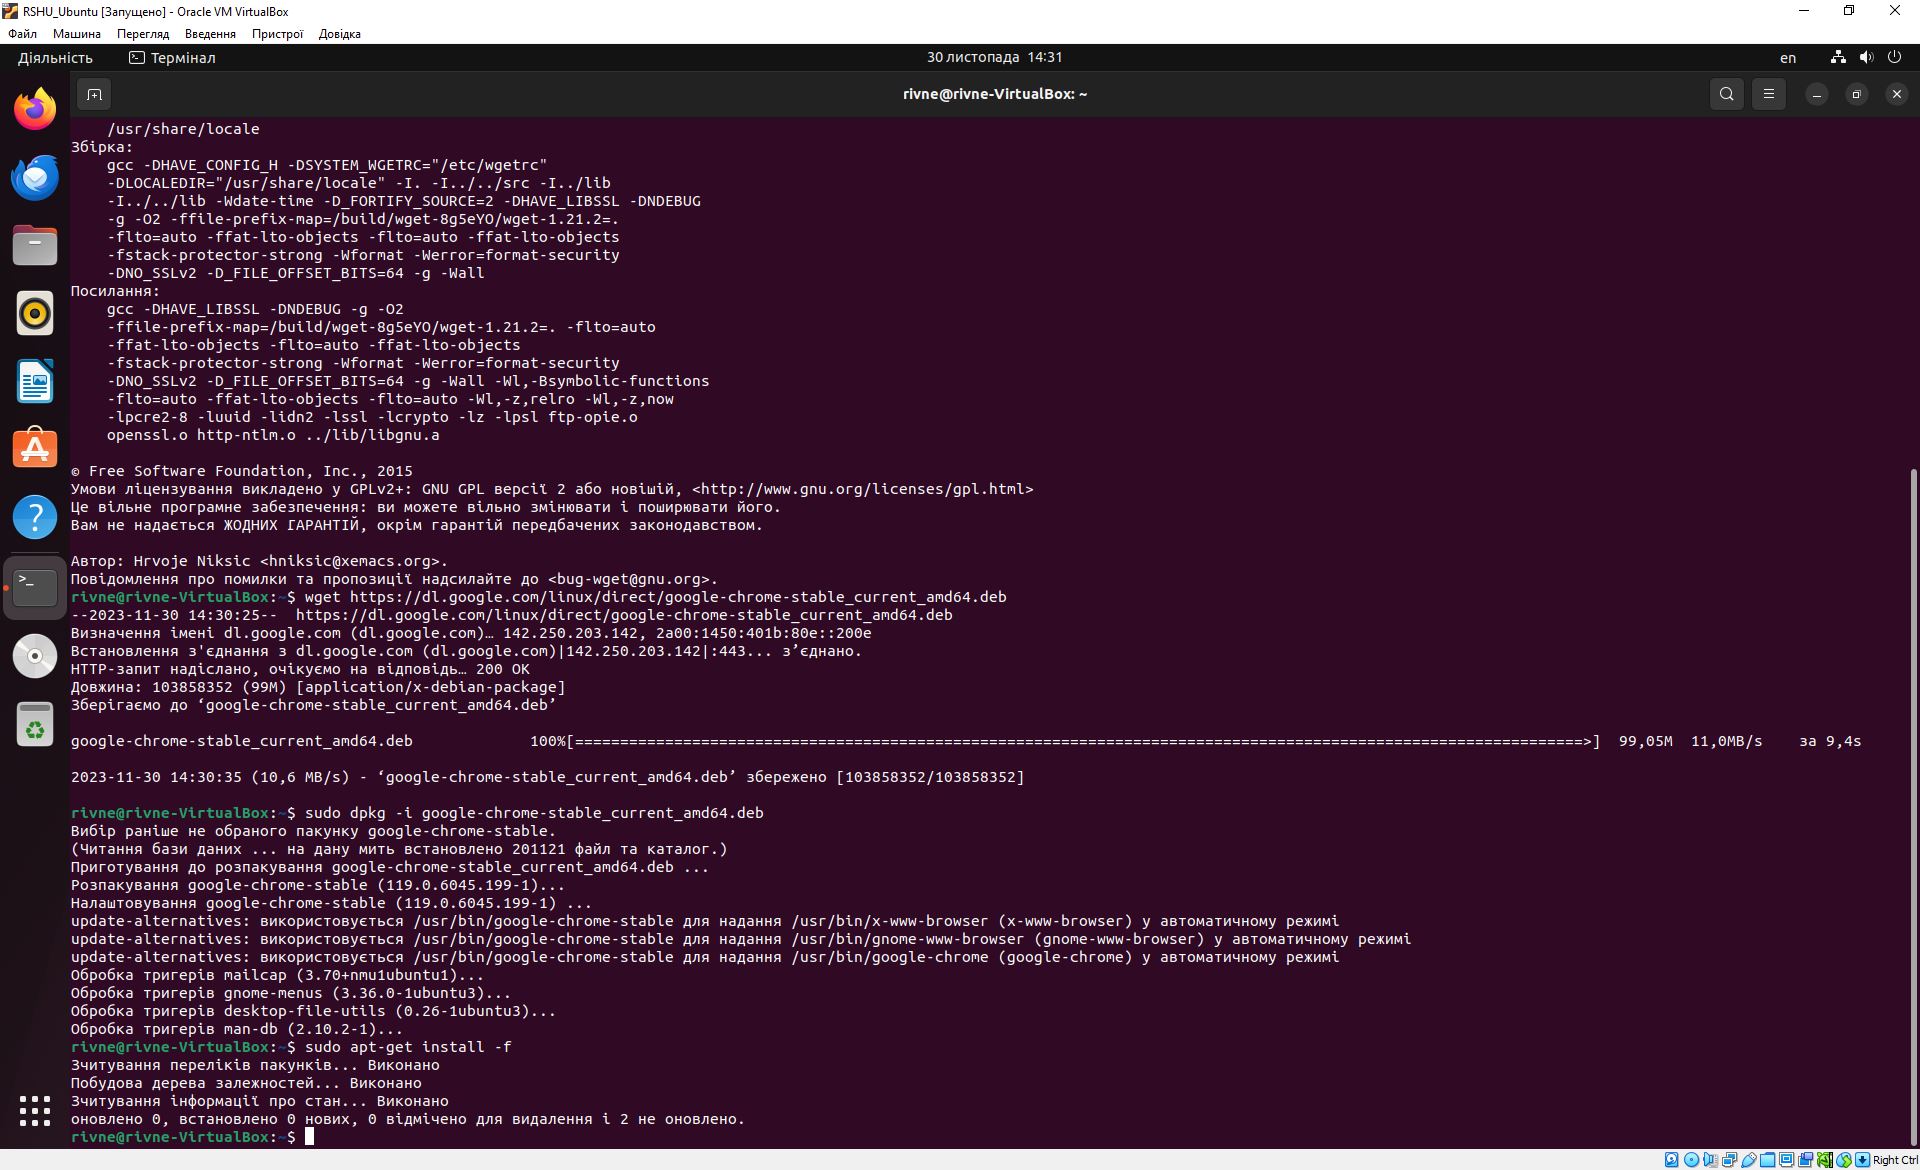 RSHU_Ubuntu [Запущено] - Oracle VM VirtualBox
Файл Машина Перегляд Введення Пристрої Довідка
Діяльність Термінал 30 листопада 14:31 en
rivne@rivne-VirtualBox: ~
/usr/share/locale
Збірка:
gcc -DHAVE_CONFIG_H -DSYSTEM_WGETRC="/etc/wgetrc"
-DLOCALEDIR="/usr/share/locale" -I. -I../../src -I../lib
-I../../lib -Wdate-time -D_FORTIFY_SOURCE=2 -DHAVE_LIBSSL -DNDEBUG
-g -O2 -ffile-prefix-map=/build/wget-8g5eYO/wget-1.21.2=.
-flto=auto -ffat-lto-objects -flto=auto -ffat-lto-objects
-fstack-protector-strong -Wformat -Werror=format-security
-DNO_SSLv2 -D_FILE_OFFSET_BITS=64 -g -Wall
Посилання:
gcc -DHAVE_LIBSSL -DNDEBUG -g -O2
-ffile-prefix-map=/build/wget-8g5eYO/wget-1.21.2=. -flto=auto
-ffat-lto-objects -flto=auto -ffat-lto-objects
-fstack-protector-strong -Wformat -Werror=format-security
-DNO_SSLv2 -D_FILE_OFFSET_BITS=64 -g -Wall -Wl,-Bsymbolic-functions
-flto=auto -ffat-lto-objects -flto=auto -Wl,-z,relro -Wl,-z,now
-lpcre2-8 -luuid -lidn2 -lssl -lcrypto -lz -lpsl ftp-opie.o
openssl.o http-ntlm.o ../lib/libgnu.a
© Free Software Foundation, Inc., 2015
Умови ліцензування викладено у GPLv2+: GNU GPL версії 2 або новішій, <http://www.gnu.org/licenses/gpl.html>
Це вільне програмне забезпечення: ви можете вільно змінювати і поширювати його.
Вам не надається ЖОДНИХ ГАРАНТІЙ, окрім гарантій передбачених законодавством.
Автор: Hrvoje Niksic <hniksic@xemacs.org>.
Повідомлення про помилки та пропозиції надсилайте до <bug-wget@gnu.org>.
rivne@rivne-VirtualBox:~$ wget https://dl.google.com/linux/direct/google-chrome-stable_current_amd64.deb
--2023-11-30 14:30:25--  https://dl.google.com/linux/direct/google-chrome-stable_current_amd64.deb
Визначення імені dl.google.com (dl.google.com)… 142.250.203.142, 2a00:1450:401b:80e::200e
Встановлення з'єднання з dl.google.com (dl.google.com)|142.250.203.142|:443... з’єднано.
HTTP-запит надіслано, очікуємо на відповідь… 200 OK
Довжина: 103858352 (99M) [application/x-debian-package]
Зберігаємо до ‘google-chrome-stable_current_amd64.deb’
google-chrome-stable_current_amd64.deb 100%[================================================================================================================>] 99,05M 11,0MB/s за 9,4s
2023-11-30 14:30:35 (10,6 MB/s) - ‘google-chrome-stable_current_amd64.deb’ збережено [103858352/103858352]
rivne@rivne-VirtualBox:~$ sudo dpkg -i google-chrome-stable_current_amd64.deb
Вибір раніше не обраного пакунку google-chrome-stable.
(Читання бази даних ... на дану мить встановлено 201121 файл та каталог.)
Приготування до розпакування google-chrome-stable_current_amd64.deb ...
Розпакування google-chrome-stable (119.0.6045.199-1)...
Налаштовування google-chrome-stable (119.0.6045.199-1) ...
update-alternatives: використовується /usr/bin/google-chrome-stable для надання /usr/bin/x-www-browser (x-www-browser) у автоматичному режимі
update-alternatives: використовується /usr/bin/google-chrome-stable для надання /usr/bin/gnome-www-browser (gnome-www-browser) у автоматичному режимі
update-alternatives: використовується /usr/bin/google-chrome-stable для надання /usr/bin/google-chrome (google-chrome) у автоматичному режимі
Обробка тригерів mailcap (3.70+nmu1ubuntu1)...
Обробка тригерів gnome-menus (3.36.0-1ubuntu3)...
Обробка тригерів desktop-file-utils (0.26-1ubuntu3)...
Обробка тригерів man-db (2.10.2-1)...
rivne@rivne-VirtualBox:~$ sudo apt-get install -f
Зчитування переліків пакунків... Виконано
Побудова дерева залежностей... Виконано
Зчитування інформації про стан... Виконано
оновлено 0, встановлено 0 нових, 0 відмічено для видалення і 2 не оновлено.
rivne@rivne-VirtualBox:~$
Right Ctrl